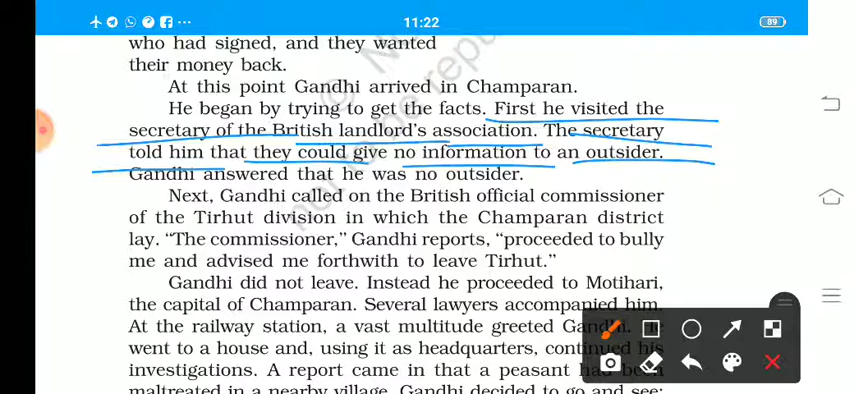 11:22
89
who had signed, and they wanted
their money back.
At this point Gandhi arrived in Champaran.
He began by trying to get the facts. First he visited the
secretary of the British landlord's association. The secretary
told him that they could give no information to an outsider.
Gandhi answered that he was no outsider.
Next, Gandhi called on the British official commissioner
of the Tirhut division in which the Champaran district
lay. “The commissioner,” Gandhi reports, “proceeded to bully
me and advised me forthwith to leave Tirhut.”
Gandhi did not leave. Instead he proceeded to Motihari,
the capital of Champaran. Several lawyers accompanied him.
At the railway station, a vast multitude greeted Gandhi. He
went to a house and, using it as headquarters, continued his
investigations. A report came in that a peasant had been
maltreated in a nearby village. Gandhi decided to go and see;